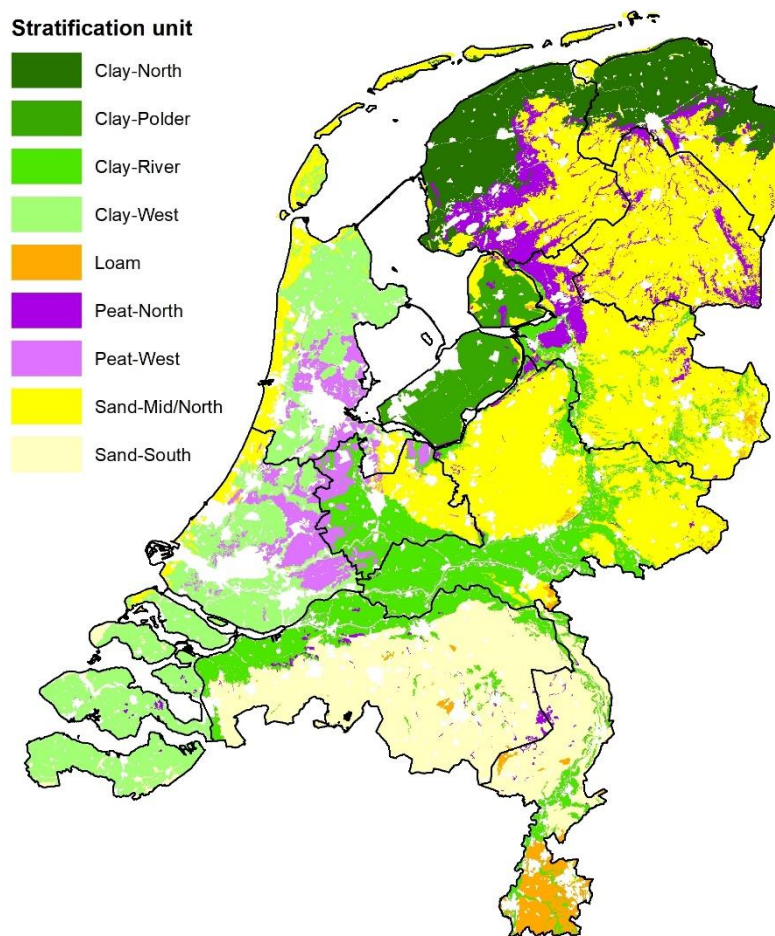 Stratification unit
Clay-North
Clay-Polder
Clay-River
Clay-West
Loam
Peat-North
Peat-West
Sand-Mid/North
Sand-South